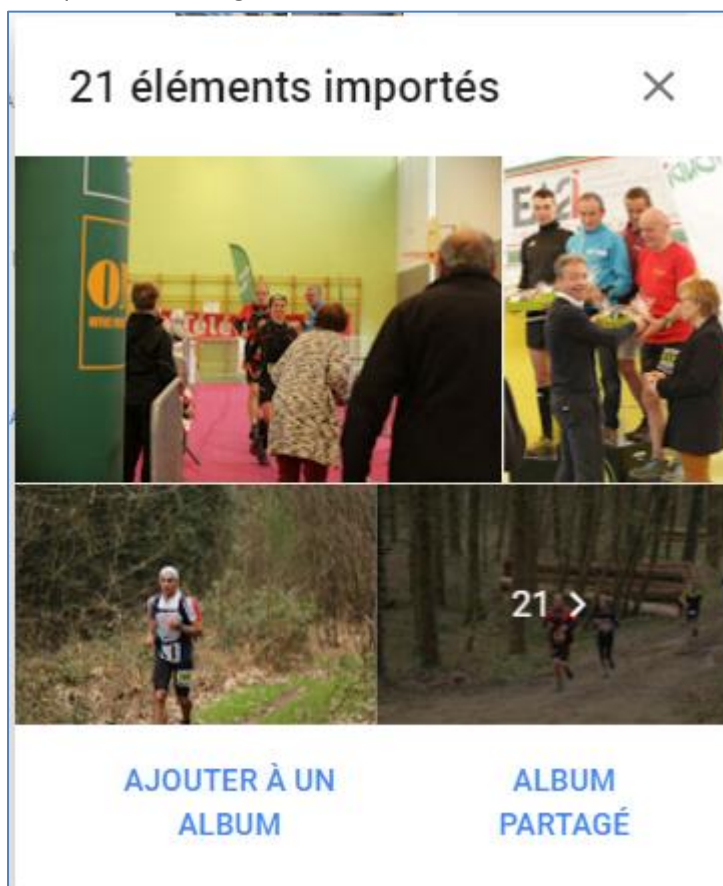 21 éléments importés
21
AJOUTER À UN
ALBUM
ALBUM
PARTAGÉ